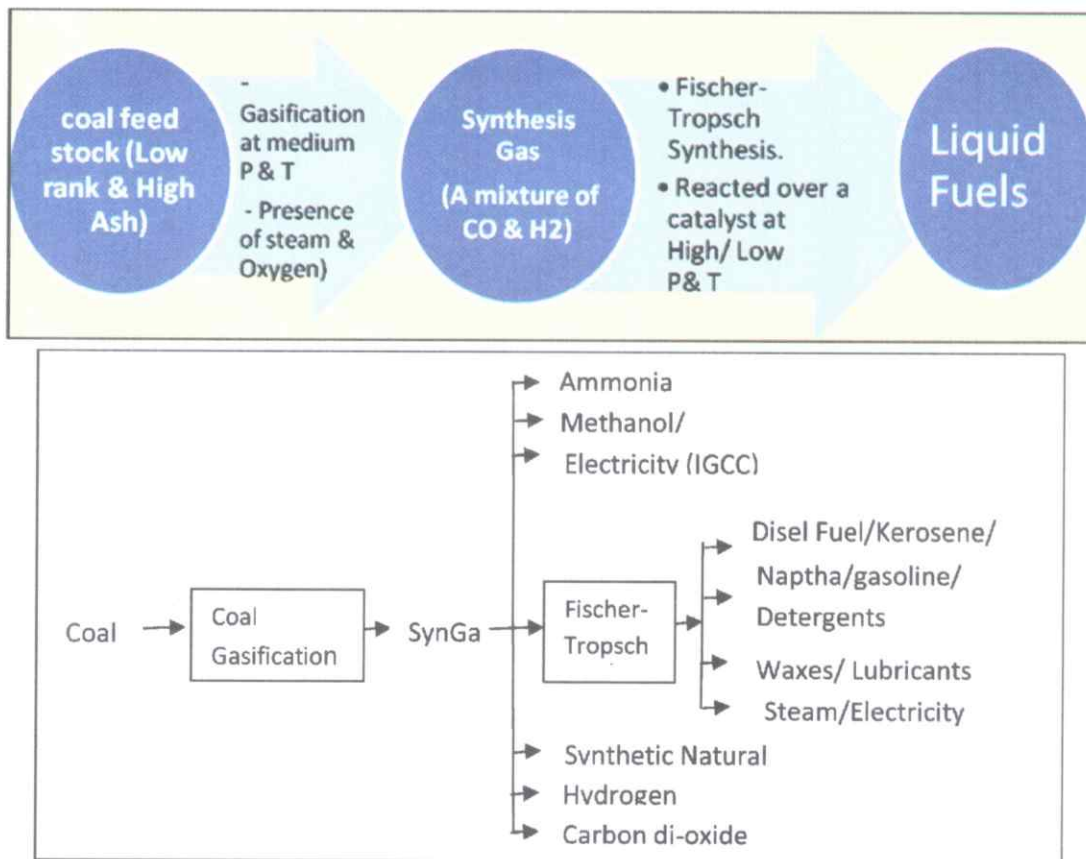 coal feed
stock (Low
rank & High
Ash)
-
Gasification
at medium
P & T
- Presence
of steam &
Oxygen)
Synthesis
Gas
(A mixture of
CO & H2)
• Fischer-
Tropsch
Synthesis.
• Reacted over a
catalyst at
High/ Low
P& T
Liquid
Fuels
Ammonia
Methanol/
Electricity (IGCC)
Disel Fuel/Kerosene/
Naptha/gasoline/
Detergents
Coal
Coal
Gasification
SynGa
Fischer-
Tropsch
Waxes/ Lubricants
Steam/Electricity
Synthetic Natural
Hydrogen
Carbon di-oxide